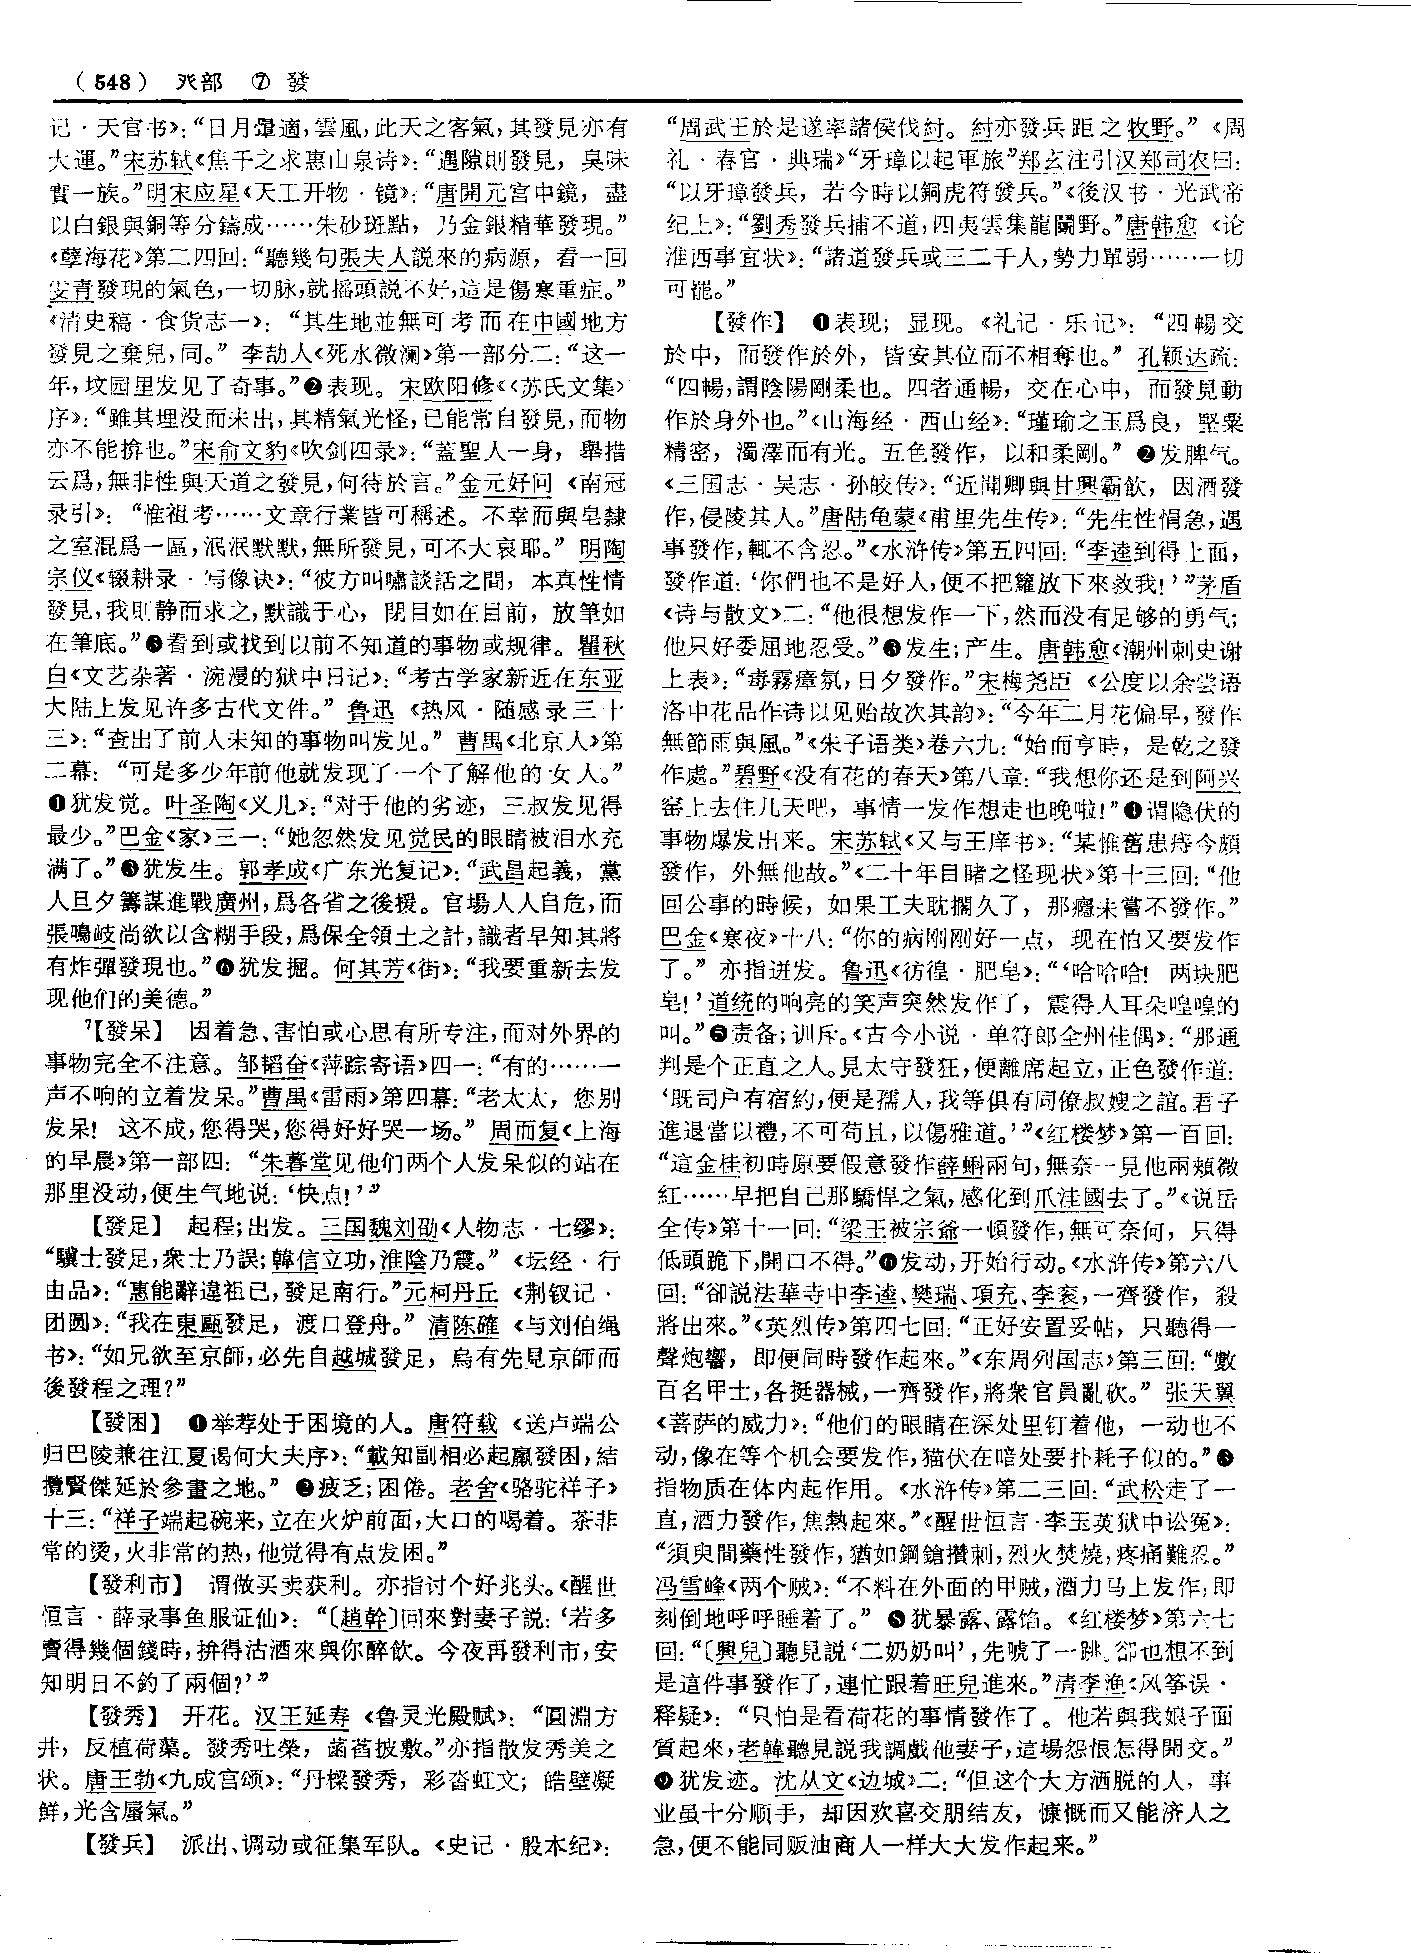 （548） 癶部 ⑦ 發
记·天官书》：“日月暈適，雲風，此天之客氣，其發見亦有
大運。”宋苏轼《焦千之求惠山泉诗》：“遇隙則發見，臭味
實一族。”明宋应星《天工开物·镜》：“唐開元宫中鏡，盡
以白銀與銅等分鑄成……朱砂斑點，乃金銀精華發現。”
《孽海花》第二四回：“聽幾句張夫人説來的病源，看一回
雯青發現的氣色，一切脉，就摇頭説不好，這是傷寒重症。”
《清史稿·食货志一》：“其生地並無可考而在中國地方
發見之棄兒，同。”李劼人《死水微澜》第一部分二：“这一
年，坟园里发见了奇事。”❷表现。宋欧阳修《〈苏氏文集〉
序》：“雖其埋没而未出，其精氣光怪，已能常自發見，而物
亦不能揜也。”宋俞文豹《吹剑四录》：“蓋聖人一身，舉措
云爲，無非性與天道之發見，何待於言。”金元好问《南冠
录引》：“惟祖考……文章行業皆可稱述。不幸而與皂隸
之室混爲一區，泯泯默默，無所發見，可不大哀耶。”明陶
宗仪《辍耕录·写像诀》：“彼方叫嘯談話之間，本真性情
發見，我則静而求之，默識于心，閉目如在目前，放筆如
在筆底。”❸看到或找到以前不知道的事物或规律。瞿秋
白《文艺杂著·涴漫的狱中日记》：“考古学家新近在东亚
大陆上发见许多古代文件。”鲁迅《热风·随感录三十
三》：“查出了前人未知的事物叫发见。”曹禺《北京人》第
二幕：“可是多少年前他就发现了一个了解他的女人。”
❹犹发觉。叶圣陶《义儿》：“对于他的劣迹，三叔发见得
最少。”巴金《家》三一：“她忽然发见觉民的眼睛被泪水充
满了。”❺犹发生。郭孝成《广东光复记》：“武昌起義，黨
人旦夕籌謀進戰廣州，爲各省之後援。官場人人自危，而
張鳴岐尚欲以含糊手段，爲保全領土之計，識者早知其將
有炸彈發現也。”❻犹发掘。何其芳《街》：“我要重新去发
现他们的美德。”
7【發呆】 因着急、害怕或心思有所专注，而对外界的
事物完全不注意。邹韬奋《萍踪寄语》四一：“有的……一
声不响的立着发呆。”曹禺《雷雨》第四幕：“老太太，您别
发呆！这不成，您得哭，您得好好哭一场。”周而复《上海
的早晨》第一部四：“朱暮堂见他们两个人发呆似的站在
那里没动，便生气地说：‘快点！’”
【發足】 起程；出发。三国魏刘劭《人物志·七缪》：
“驥士發足，衆士乃誤；韓信立功，淮陰乃震。”《坛经·行
由品》：“惠能辭違祖已，發足南行。”元柯丹丘《荆钗记·
团圆》：“我在東甌發足，渡口登舟。”清陈確《与刘伯绳
书》：“如兄欲至京師，必先自越城發足，烏有先見京師而
後發程之理？”
【發困】 ❶举荐处于困境的人。唐符载《送卢端公
归巴陵兼往江夏谒何大夫序》：“載知副相必起羸發困，結
攬賢傑延於參畫之地。”❷疲乏；困倦。老舍《骆驼祥子》
十三：“祥子端起碗来，立在火炉前面，大口的喝着。茶非
常的烫，火非常的热，他觉得有点发困。”
【發利市】 谓做买卖获利。亦指讨个好兆头。《醒世
恒言·薛录事鱼服证仙》：“〔趙幹〕回來對妻子説：‘若多
賣得幾個錢時，拚得沽酒來與你醉飲。今夜再發利市，安
知明日不釣了兩個？’”
【發秀】 开花。汉王延寿《鲁灵光殿赋》：“圓淵方
井，反植荷蕖。發秀吐榮，菡萏披敷。”亦指散发秀美之
状。唐王勃《九成宫颂》：“丹樑發秀，彩沓虹文；皓壁凝
鮮，光含蜃氣。”
【發兵】 派出、调动或征集军队。《史记·殷本纪》：
“周武王於是遂率諸侯伐紂。紂亦發兵距之牧野。”《周
礼·春官·典瑞》“牙璋以起軍旅”郑玄注引汉郑司农曰：
“以牙璋發兵，若今時以銅虎符發兵。”《後汉书·光武帝
纪上》：“劉秀發兵捕不道，四夷雲集龍鬭野。”唐韩愈《论
淮西事宜状》：“諸道發兵或三二千人，勢力單弱……一切
可罷。”
【發作】 ❶表现；显现。《礼记·乐记》：“四暢交
於中，而發作於外，皆安其位而不相奪也。”孔颖达疏：
“四暢，謂陰陽剛柔也。四者通暢，交在心中，而發見動
作於身外也。”《山海经·西山经》：“瑾瑜之玉爲良，堅粟
精密，濁澤而有光。五色發作，以和柔剛。”❷发脾气。
《三国志·吴志·孙皎传》：“近聞卿與甘興霸飲，因酒發
作，侵陵其人。”唐陆龟蒙《甫里先生传》：“先生性悁急，遇
事發作，輒不含忍。”《水浒传》第五四回：“李逵到得上面，
發作道：‘你們也不是好人，便不把籮放下來救我！’”茅盾
《诗与散文》二：“他很想发作一下，然而没有足够的勇气；
他只好委屈地忍受。”❸发生；产生。唐韩愈《潮州刺史谢
上表》：“毒霧瘴氛，日夕發作。”宋梅尧臣《公度以余尝语
洛中花品作诗以见贻故次其韵》：“今年二月花偏早，發作
無節雨與風。”《朱子语类》卷六九：“始而亨時，是乾之發
作處。”碧野《没有花的春天》第八章：“我想你还是到阿兴
窑上去住几天吧，事情一发作想走也晚啦！”❹谓隐伏的
事物爆发出来。宋苏轼《又与王庠书》：“某惟舊患痔今頗
發作，外無他故。”《二十年目睹之怪现状》第十三回：“他
回公事的時候，如果工夫耽擱久了，那癮未嘗不發作。”
巴金《寒夜》十八：“你的病刚刚好一点，现在怕又要发作
了。”亦指迸发。鲁迅《彷徨·肥皂》：“‘哈哈哈！两块肥
皂！’道统的响亮的笑声突然发作了，震得人耳朵喤喤的
叫。”❺责备；训斥。《古今小说·单符郎全州佳偶》：“那通
判是个正直之人。見太守發狂，便離席起立，正色發作道：
‘既司户有宿約，便是孺人，我等俱有同僚叔嫂之誼。君子
進退當以禮，不可苟且，以傷雅道。’”《红楼梦》第一百回：
“這金桂初時原要假意發作薛蝌兩句，無奈一見他兩頰微
紅……早把自己那驕悍之氣，感化到爪洼國去了。”《说岳
全传》第十一回：“梁王被宗爺一頓發作，無可奈何，只得
低頭跪下，開口不得。”❻发动，开始行动。《水浒传》第六八
回：“卻説法華寺中李逵、樊瑞、項充、李衮，一齊發作，殺
將出來。”《英烈传》第四七回：“正好安置妥帖，只聽得一
聲炮響，即便同時發作起來。”《东周列国志》第三回：“數
百名甲士，各挺器械，一齊發作，將衆官員亂砍。”张天翼
《菩萨的威力》：“他们的眼睛在深处里钉着他，一动也不
动，像在等个机会要发作，猫伏在暗处要扑耗子似的。”❼
指物质在体内起作用。《水浒传》第二三回：“武松走了一
直，酒力發作，焦熱起來。”《醒世恒言·李玉英狱中讼冤》：
“須臾間藥性發作，猶如鋼鎗攢刺，烈火焚燒，疼痛難忍。”
冯雪峰《两个贼》：“不料在外面的甲贼，酒力马上发作，即
刻倒地呼呼睡着了。”❽犹暴露、露馅。《红楼梦》第六七
回：“〔興兒〕聽見説‘二奶奶叫’，先唬了一跳。卻也想不到
是這件事發作了，連忙跟着旺兒進來。”清李渔《风筝误·
释疑》：“只怕是看荷花的事情發作了。他若與我娘子面
質起來，老韓聽見説我調戲他妻子，這場怨恨怎得開交。”
❾犹发迹。沈从文《边城》二：“但这个大方洒脱的人，事
业虽十分顺手，却因欢喜交朋结友，慷慨而又能济人之
急，便不能同贩油商人一样大大发作起来。”